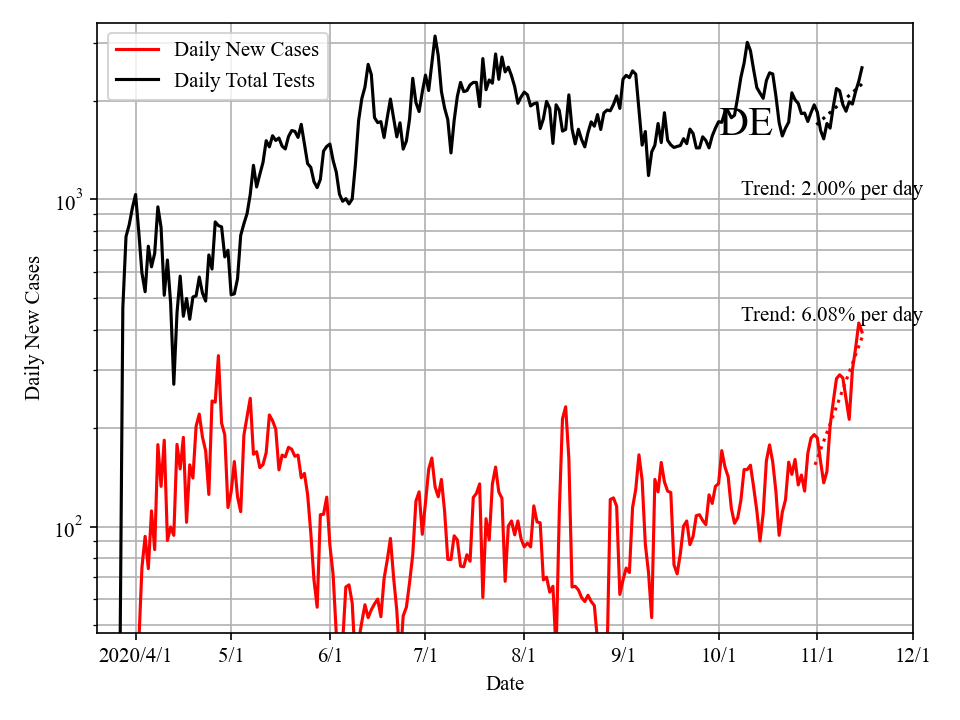 Daily New Cases
Daily Total Tests
DE
Trend: 2.00% per day
Trend: 6.08% per day
10³
10²
Daily New Cases
2020/4/1 5/1 6/1 7/1 8/1 9/1 10/1 11/1 12/1
Date